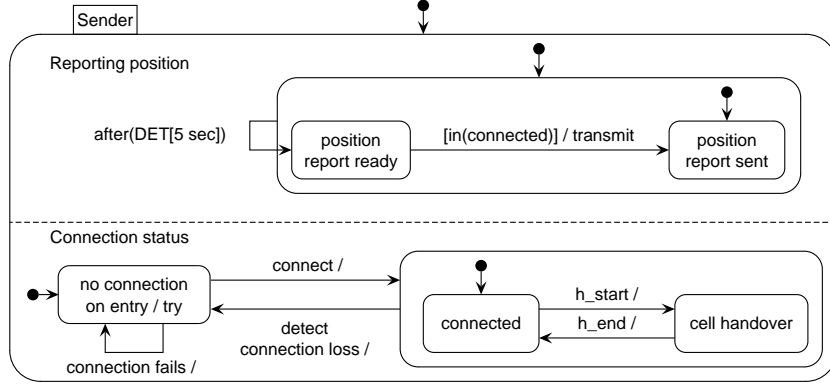 Sender
Reporting position
after(DET[5 sec])
position
report ready
[in(connected)] / transmit
position
report sent
Connection status
no connection
on entry / try
connection fails /
connect /
detect
connection loss /
connected
h_start /
h_end /
cell handover